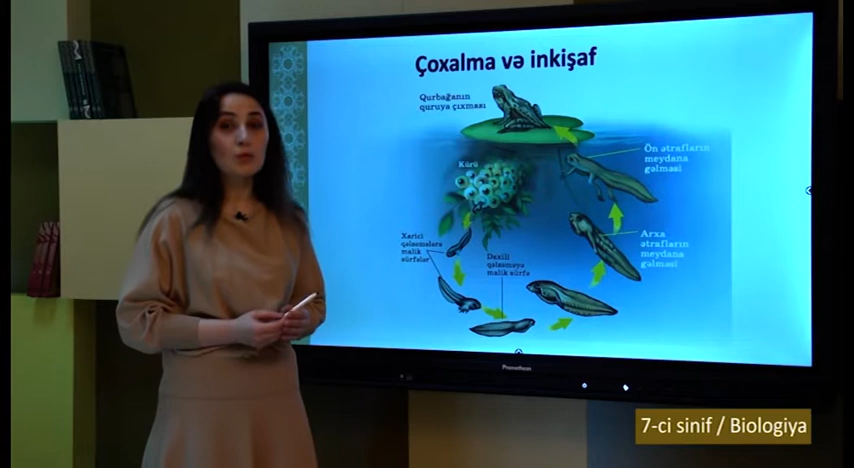 Çoxalma və inkişaf
Qurbağanın
quruya çıxması
Kürü
Ön ətrafların
meydana
gəlməsi
Xarici
qəlsəmələrə
malik
sürfələr
Daxili
qəlsəməyə
malik sürfə
Arxa
ətrafların
meydana
gəlməsi
Promethean
7-ci sinif / Biologiya